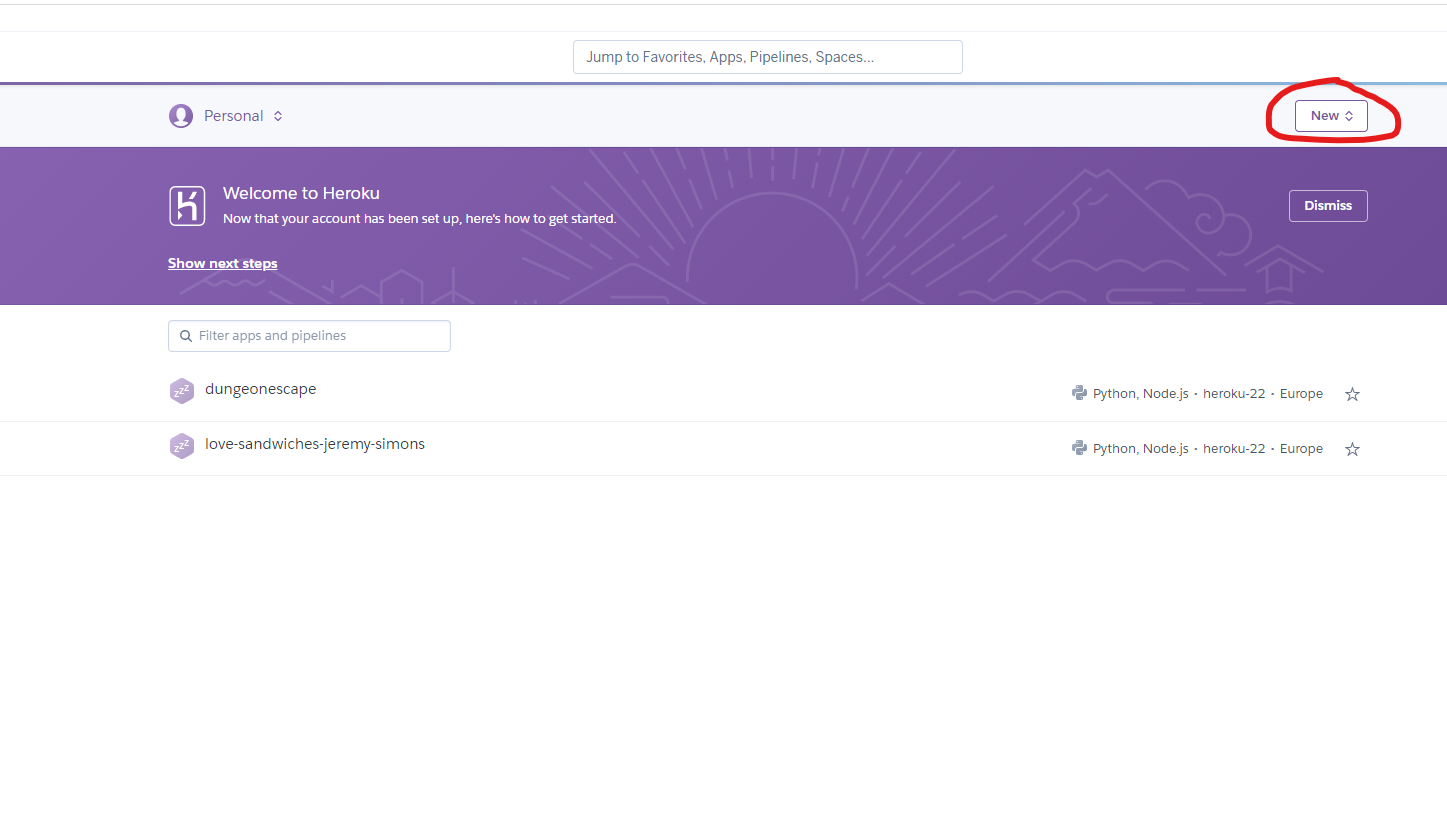 Jump to Favorites, Apps, Pipelines, Spaces...
Personal
New
Welcome to Heroku
Now that your account has been set up, here's how to get started.
Dismiss
Show next steps
Filter apps and pipelines
dungeonescape
Python, Node.js · heroku-22 · Europe
love-sandwiches-jeremy-simons
Python, Node.js · heroku-22 · Europe